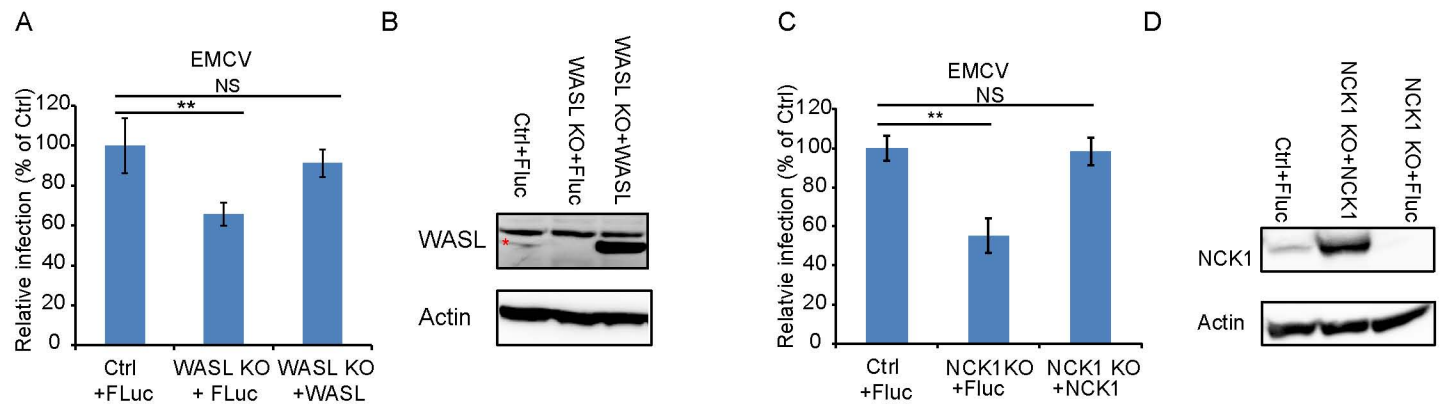 A
EMCV
NS
**
Relative infection (% of Ctrl)
120
100
80
60
40
20
0
Ctrl
+FLuc
WASL KO
+ FLuc
WASL KO
+WASL
B
Ctrl+Fluc
WASL KO+Fluc
WASL KO+WASL
WASL
*
Actin
C
EMCV
NS
**
Relatvie infection (% of Ctrl)
120
100
80
60
40
20
0
Ctrl
+Fluc
NCK1 KO
+Fluc
NCK1 KO
+NCK1
D
Ctrl+Fluc
NCK1 KO+NCK1
NCK1 KO+Fluc
NCK1
Actin